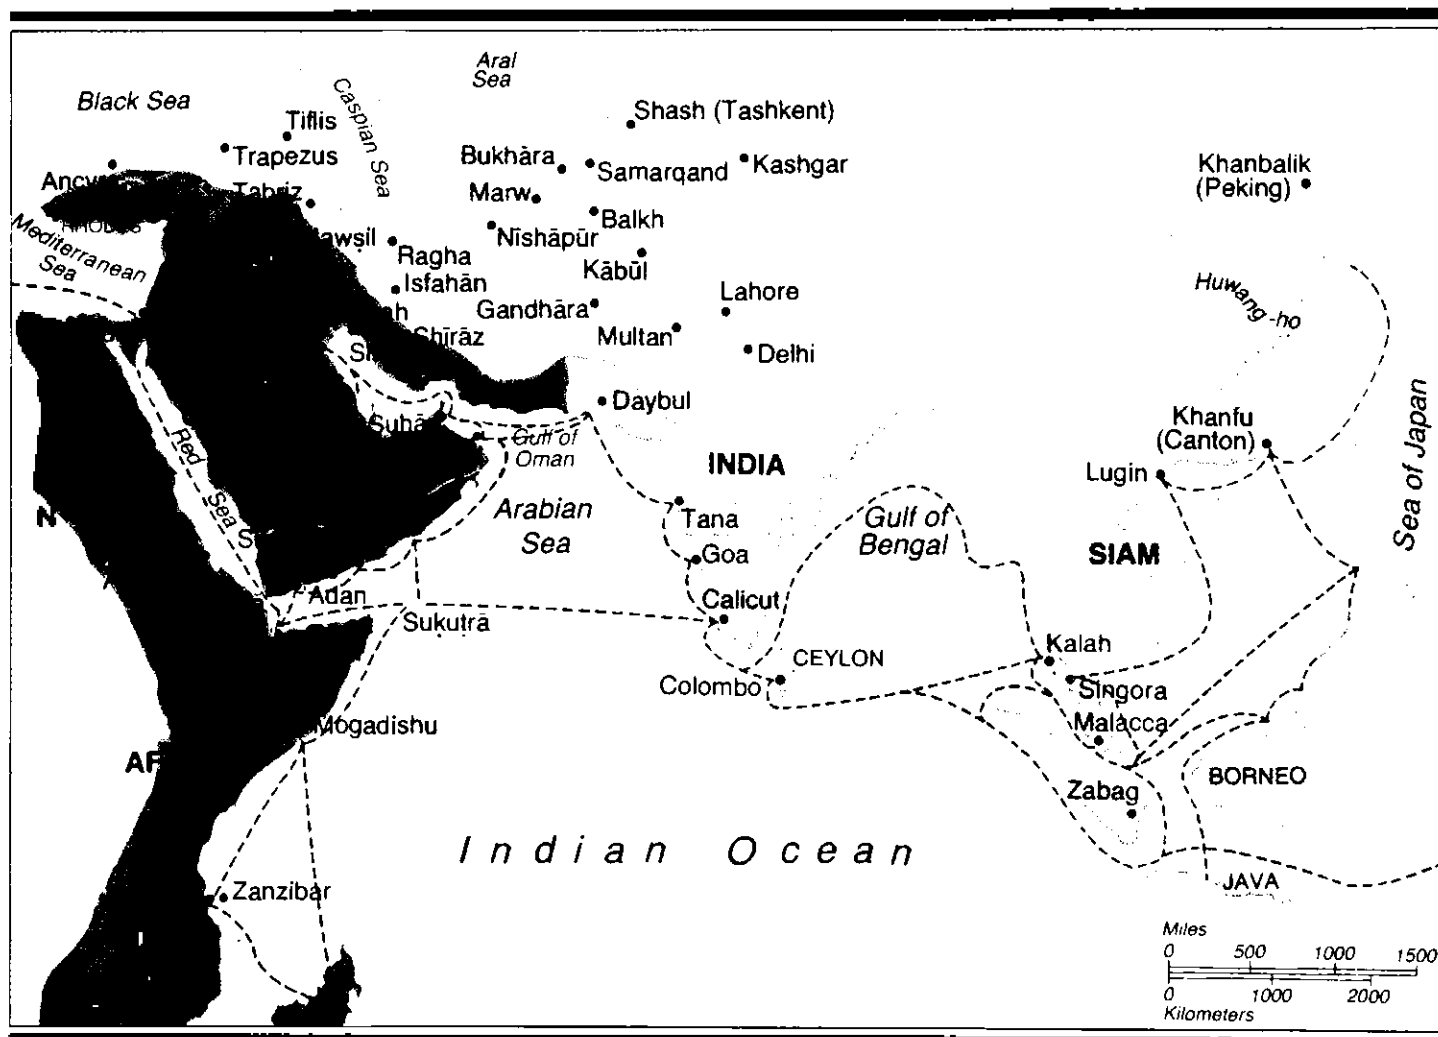 Aral
Sea
Black Sea
Caspian Sea
Shash (Tashkent)
Tiflis
Trapezus
Bukhāra
Samarqand
Kashgar
Khanbalik
(Peking)
Tabriz
Marw
Balkh
Nīshāpūr
Mediterranean
Sea
Ragha
Kābūl
Isfahān
Gandhāra
Lahore
Huwang-ho
Shīrāz
Multan
Delhi
Daybul
Khanfu
(Canton)
Sea of Japan
Gulf of
Oman
INDIA
Lugin
Red Sea
Arabian
Sea
Tana
Gulf of
Bengal
SIAM
Goa
Adan
Calicut
Sukuṭrā
Kalah
CEYLON
Colombo
Singora
Mogadishu
Malacca
Zabag
BORNEO
Indian Ocean
JAVA
Zanzibar
Miles
0 500 1000 1500
0 1000 2000
Kilometers